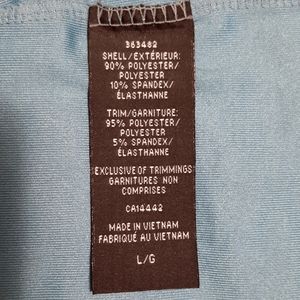 363482
SHELL/EXTÉRIEUR:
90% POLYESTER/
POLYESTER
10% SPANDEX/
ÉLASTHANNE
TRIM/GARNITURE:
95% POLYESTER/
POLYESTER
5% SPANDEX/
ÉLASTHANNE
EXCLUSIVE OF TRIMMINGS/
GARNITURES NON
COMPRISES
CA14442
MADE IN VIETNAM
FABRIQUÉ AU VIETNAM
L/G